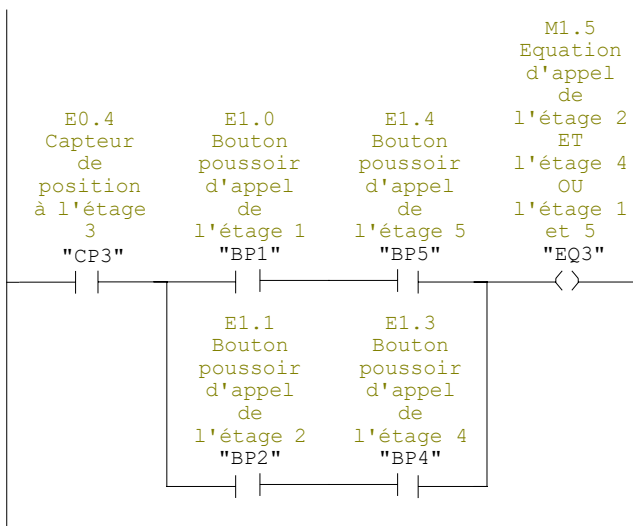 M1.5
Equation
d'appel
de
l'étage 2
ET
l'étage 4
OU
l'étage 1
et 5
"EQ3"
E0.4
Capteur
de
position
à l'étage
3
"CP3"
E1.0
Bouton
poussoir
d'appel
de
l'étage 1
"BP1"
E1.4
Bouton
poussoir
d'appel
de
l'étage 5
"BP5"
E1.1
Bouton
poussoir
d'appel
de
l'étage 2
"BP2"
E1.3
Bouton
poussoir
d'appel
de
l'étage 4
"BP4"